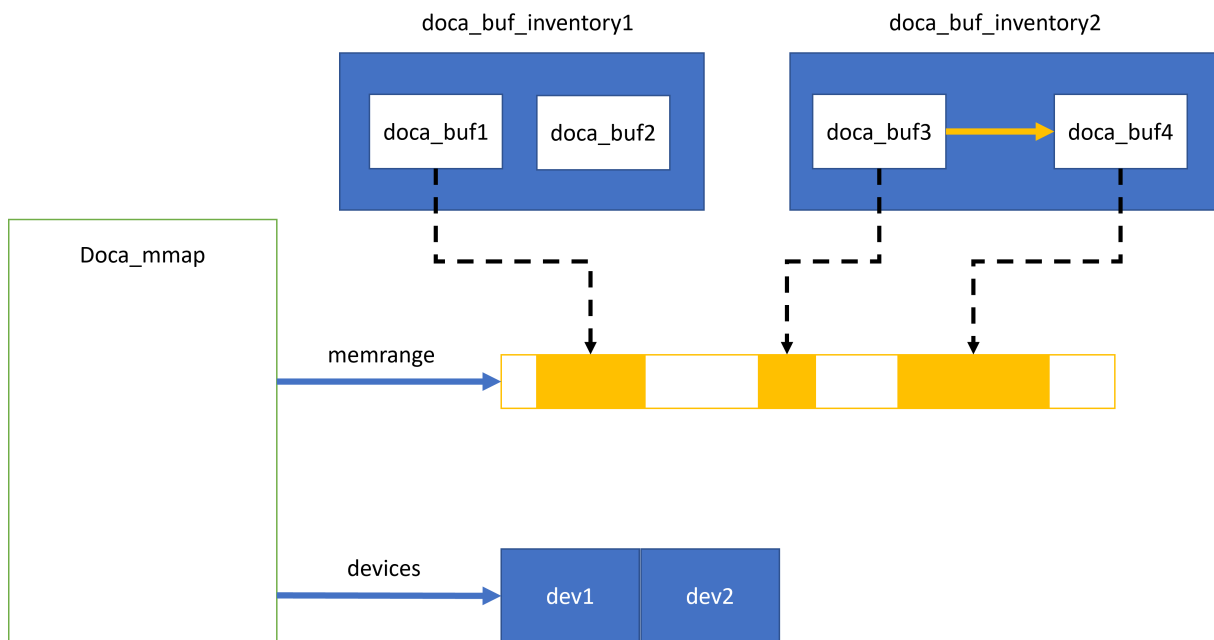 doca_buf_inventory1
doca_buf_inventory2
doca_buf1
doca_buf2
doca_buf3
doca_buf4
Doca_mmap
memrange
devices
dev1
dev2